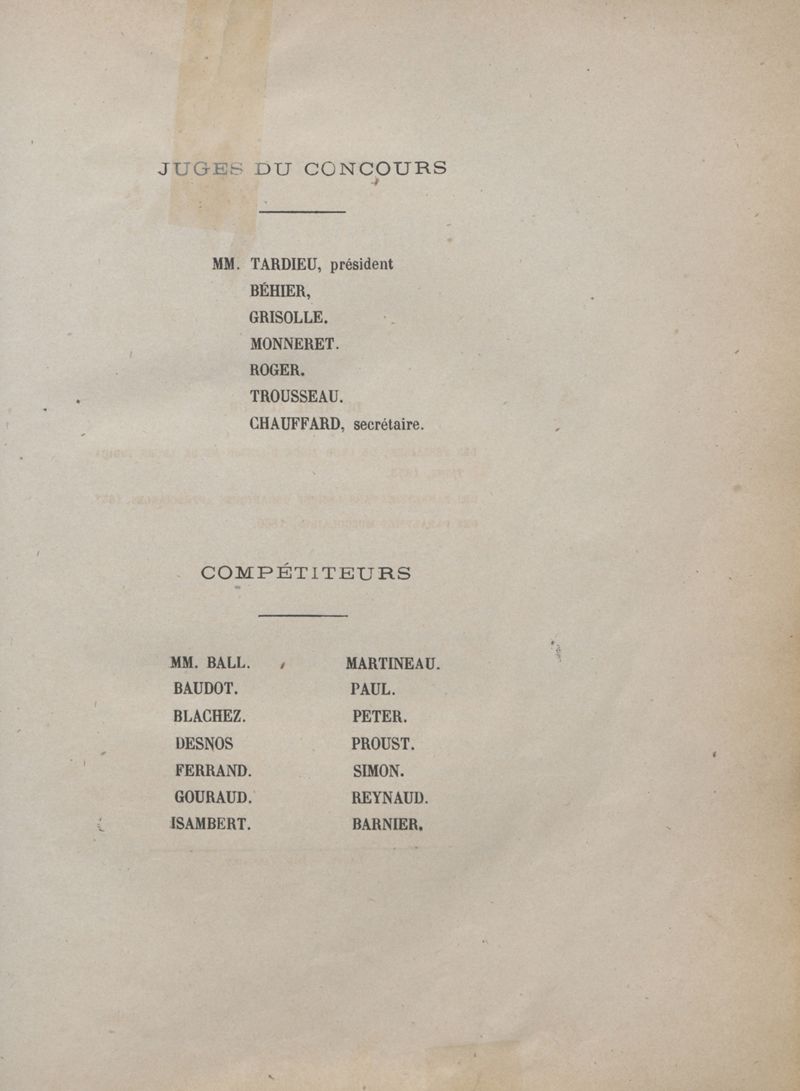 JUGES DU CONCOURS
MM. TARDIEU, président
BÉHIER,
GRISOLLE.
MONNERET.
ROGER.
TROUSSEAU.
CHAUFFARD, secrétaire.
COMPÉTITEURS
MM. BALL. MARTINEAU.
BAUDOT. PAUL.
BLACHEZ. PETER.
DESNOS PROUST.
FERRAND. SIMON.
GOURAUD. REYNAUD.
ISAMBERT. BARNIER.